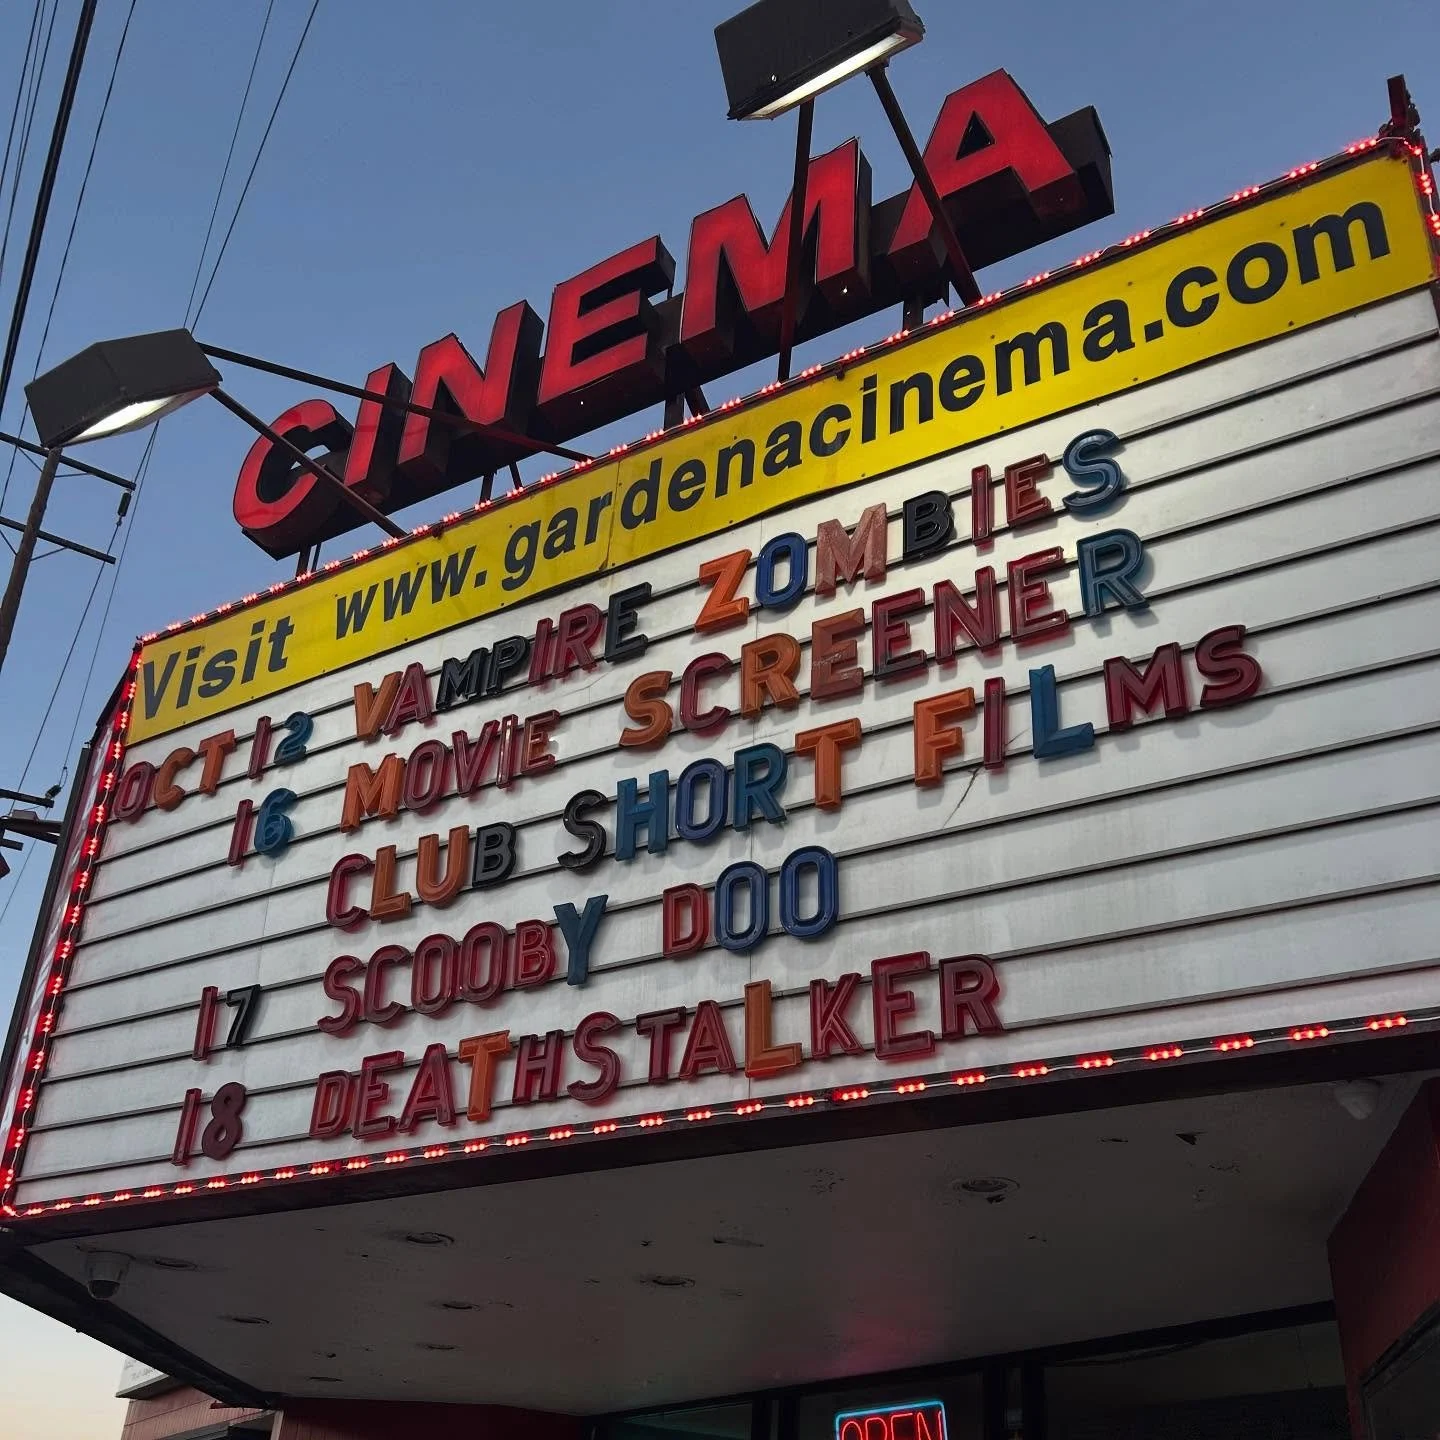 CINEMA
Visit www.gardenacinema.com
OCT 12 VAMPIRE ZOMBIES
16 MOVIE SCREENER
CLUB SHORT FILMS
17 SCOOBY DOO
18 DEATHSTALKER
OPEN